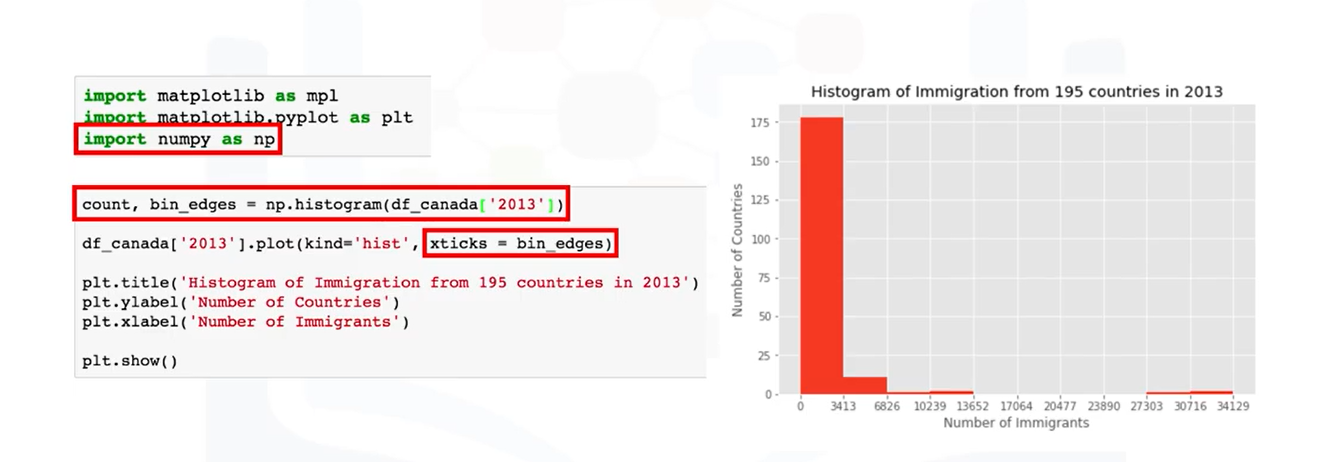 import matplotlib as mpl
import matplotlib.pyplot as plt
import numpy as np
count, bin_edges = np.histogram(df_canada['2013'])
df_canada['2013'].plot(kind='hist', xticks = bin_edges)
plt.title('Histogram of Immigration from 195 countries in 2013')
plt.ylabel('Number of Countries')
plt.xlabel('Number of Immigrants')
plt.show()
Histogram of Immigration from 195 countries in 2013
Number of Countries
175
150
125
100
75
50
25
0
0 3413 6826 10239 13652 17064 20477 23890 27303 30716 34129
Number of Immigrants